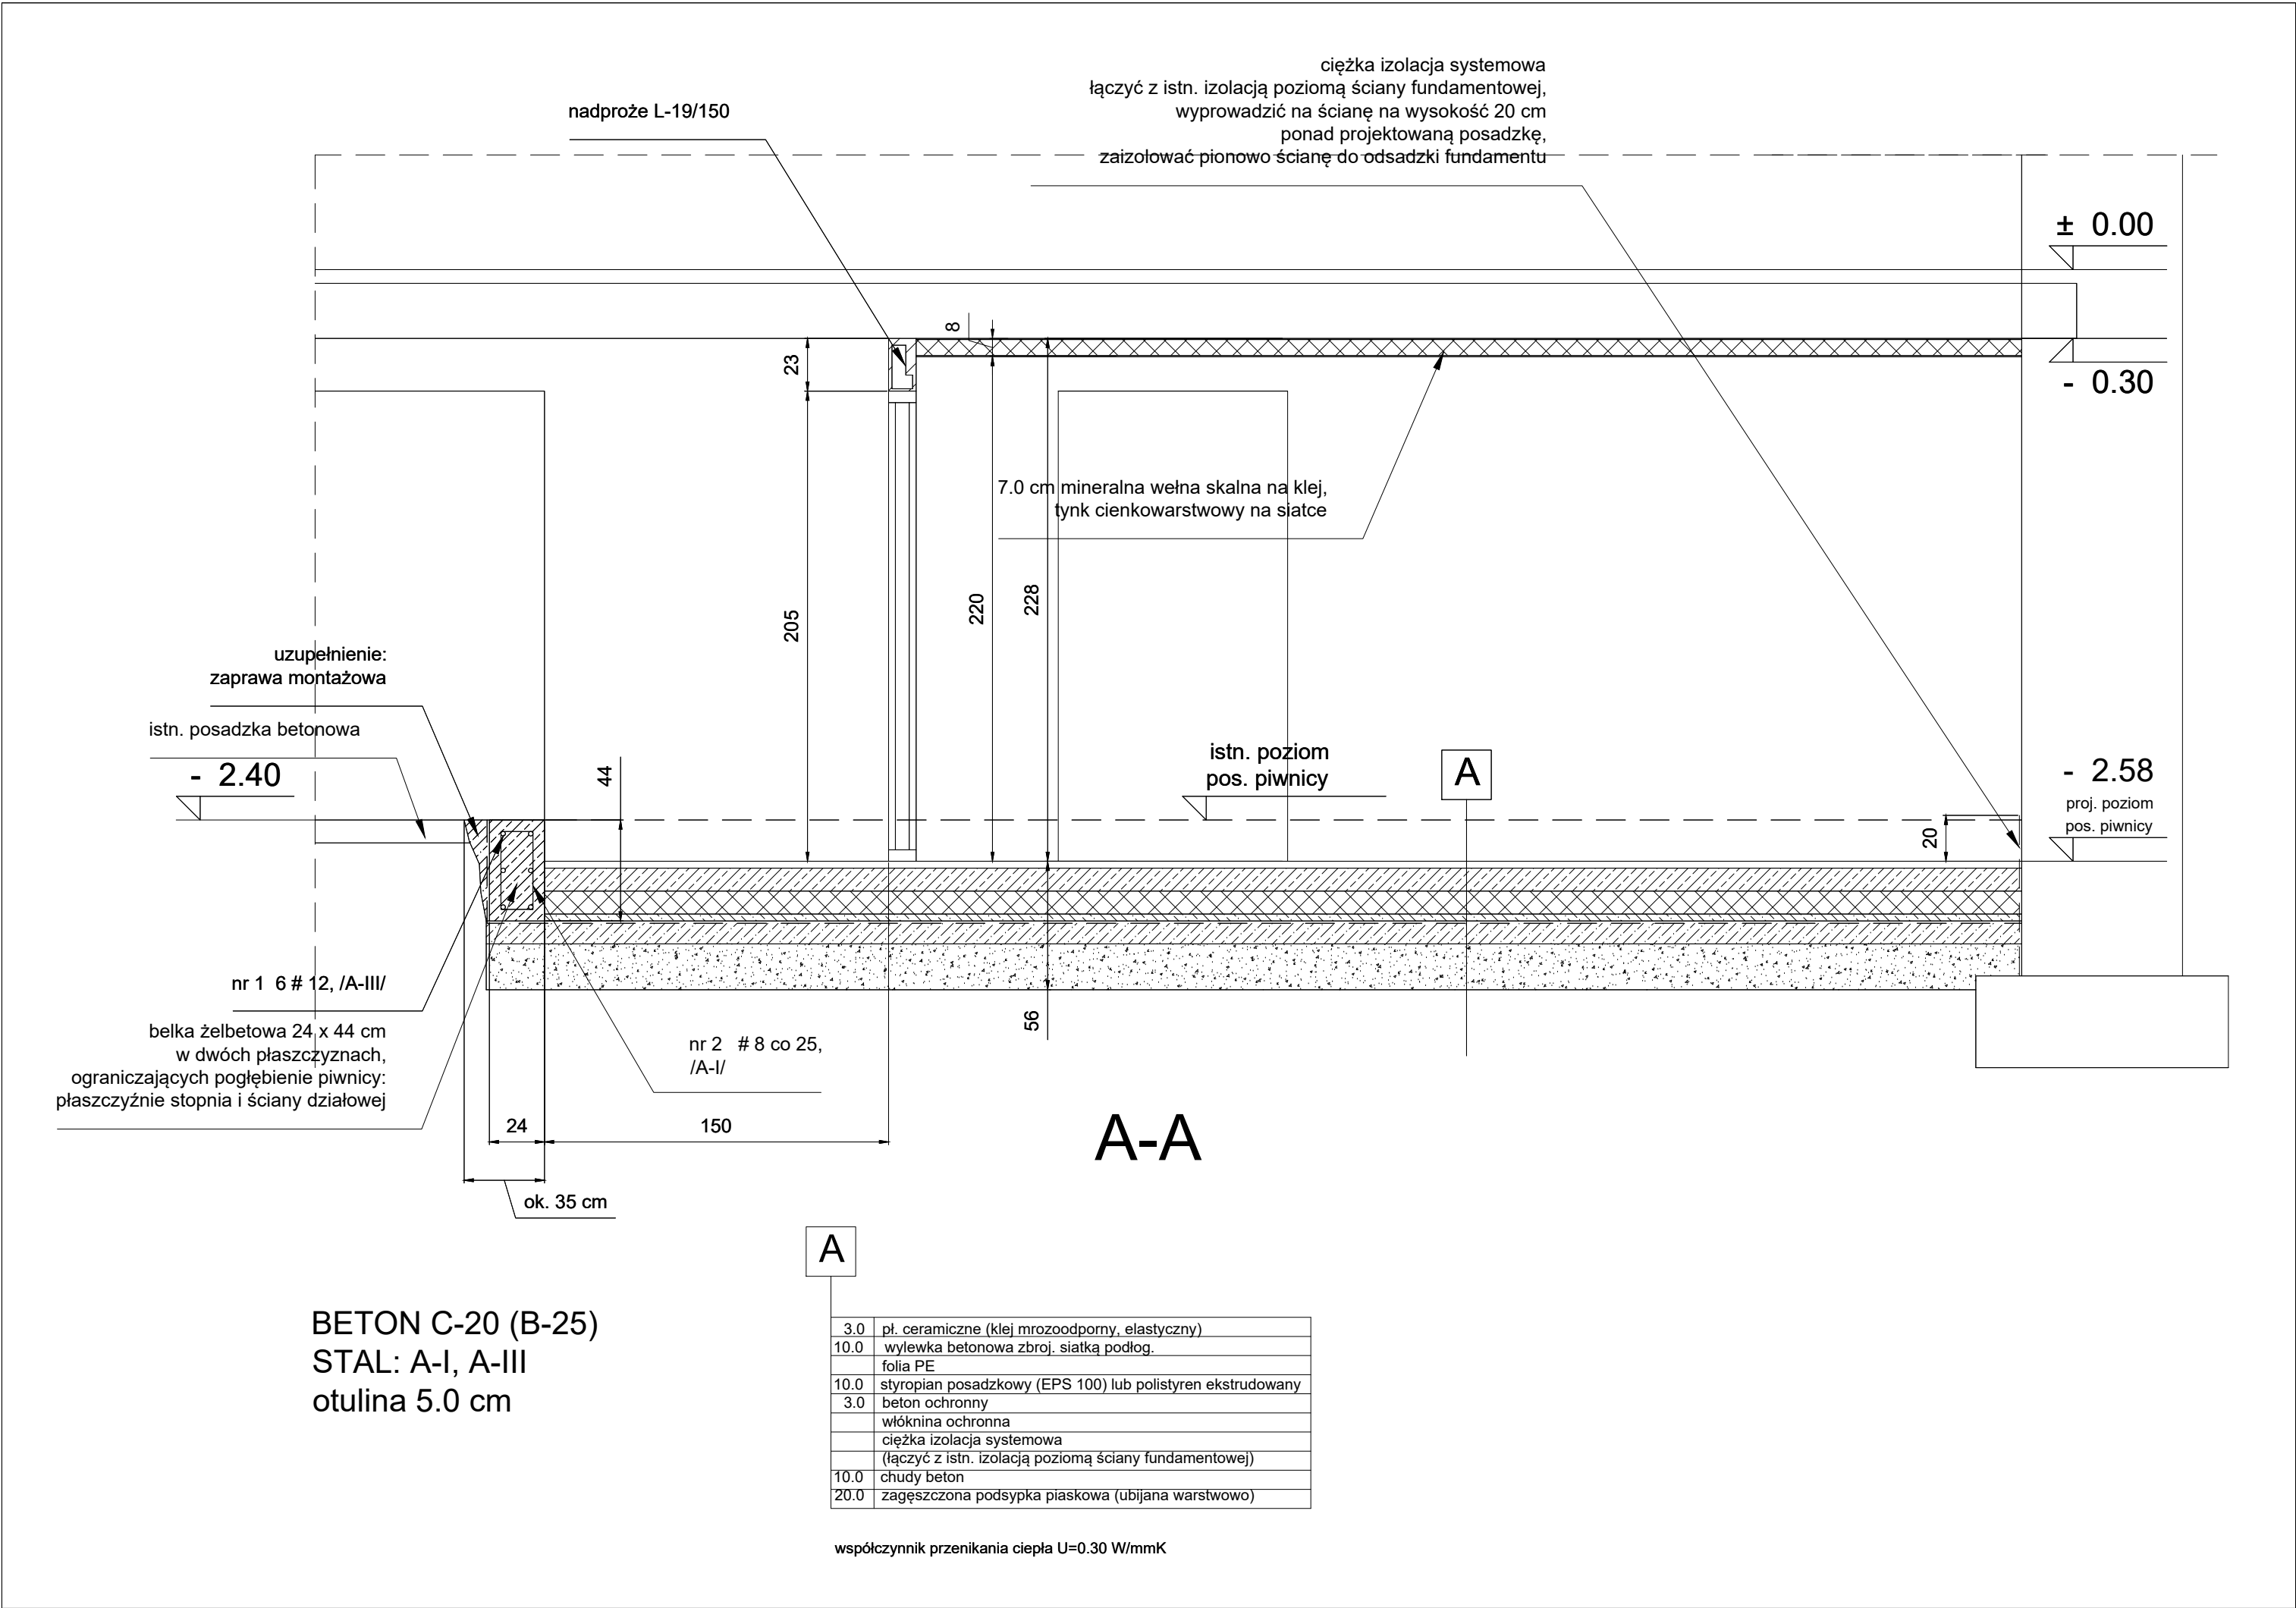 ciężka izolacja systemowa
łączyć z istn. izolacją poziomą ściany fundamentowej,
wyprowadzić na ścianę na wysokość 20 cm
ponad projektowaną posadzkę,
zaizolować pionowo ścianę do odsadzki fundamentu
nadproże L-19/150
± 0.00
8
23
- 0.30
7.0 cm mineralna wełna skalna na klej,
tynk cienkowarstwowy na siatce
205
220
228
uzupełnienie:
zaprawa montażowa
istn. posadzka betonowa
- 2.40
44
istn. poziom
pos. piwnicy
A
- 2.58
proj. poziom
pos. piwnicy
20
nr 1 6 # 12, /A-III/
belka żelbetowa 24 x 44 cm
w dwóch płaszczyznach,
ograniczających pogłębienie piwnicy:
płaszczyźnie stopnia i ściany działowej
nr 2 # 8 co 25,
/A-I/
56
24
150
A-A
ok. 35 cm
A
BETON C-20 (B-25)
STAL: A-I, A-III
otulina 5.0 cm
3.0 pł. ceramiczne (klej mrozoodporny, elastyczny)
10.0 wylewka betonowa zbroj. siatką podłog.
folia PE
10.0 styropian posadzkowy (EPS 100) lub polistyren ekstrudowany
3.0 beton ochronny
włóknina ochronna
ciężka izolacja systemowa
(łączyć z istn. izolacją poziomą ściany fundamentowej)
10.0 chudy beton
20.0 zagęszczona podsypka piaskowa (ubijana warstwowo)
współczynnik przenikania ciepła U=0.30 W/mmK